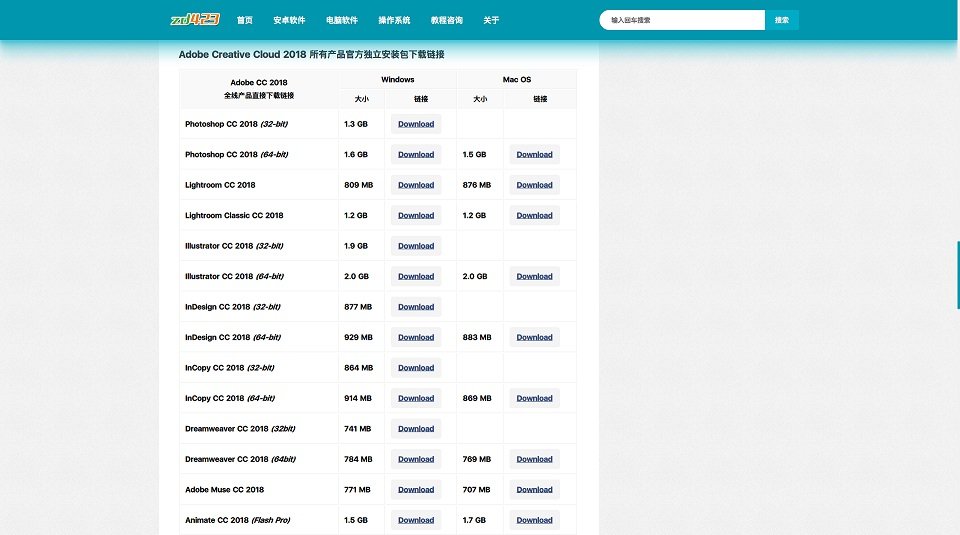 zd423 首页 安卓软件 电脑软件 操作系统 教程咨询 关于 输入回车搜索 搜索
Adobe Creative Cloud 2018 所有产品官方独立安装包下载链接
Adobe CC 2018 Windows Mac OS
全线产品直接下载链接 大小 链接 大小 链接
Photoshop CC 2018 (32-bit) 1.3 GB Download
Photoshop CC 2018 (64-bit) 1.6 GB Download 1.5 GB Download
Lightroom CC 2018 809 MB Download 876 MB Download
Lightroom Classic CC 2018 1.2 GB Download 1.2 GB Download
Illustrator CC 2018 (32-bit) 1.9 GB Download
Illustrator CC 2018 (64-bit) 2.0 GB Download 2.0 GB Download
InDesign CC 2018 (32-bit) 877 MB Download
InDesign CC 2018 (64-bit) 929 MB Download 883 MB Download
InCopy CC 2018 (32-bit) 864 MB Download
InCopy CC 2018 (64-bit) 914 MB Download 869 MB Download
Dreamweaver CC 2018 (32bit) 741 MB Download
Dreamweaver CC 2018 (64bit) 784 MB Download 769 MB Download
Adobe Muse CC 2018 771 MB Download 707 MB Download
Animate CC 2018 (Flash Pro) 1.5 GB Download 1.7 GB Download